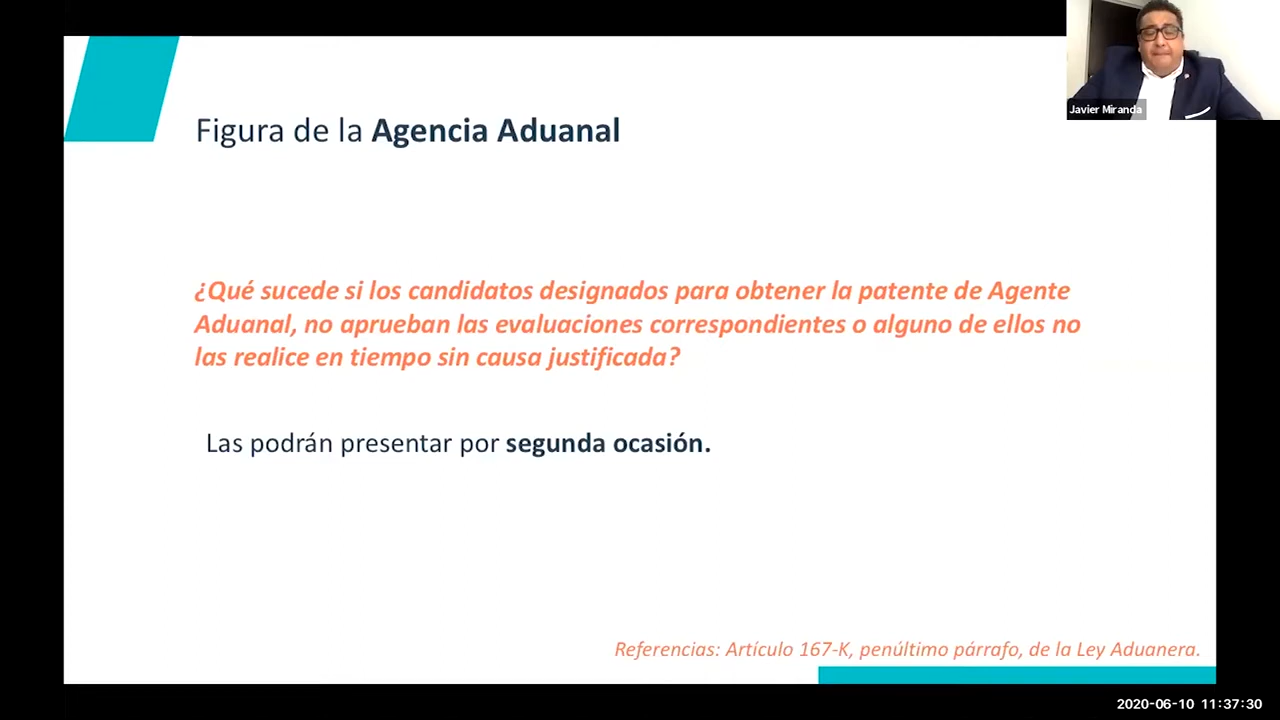 Javier Miranda
Figura de la Agencia Aduanal
¿Qué sucede si los candidatos designados para obtener la patente de Agente
Aduanal, no aprueban las evaluaciones correspondientes o alguno de ellos no
las realice en tiempo sin causa justificada?
Las podrán presentar por segunda ocasión.
Referencias: Artículo 167-K, penúltimo párrafo, de la Ley Aduanera.
2020-06-10 11:37:30